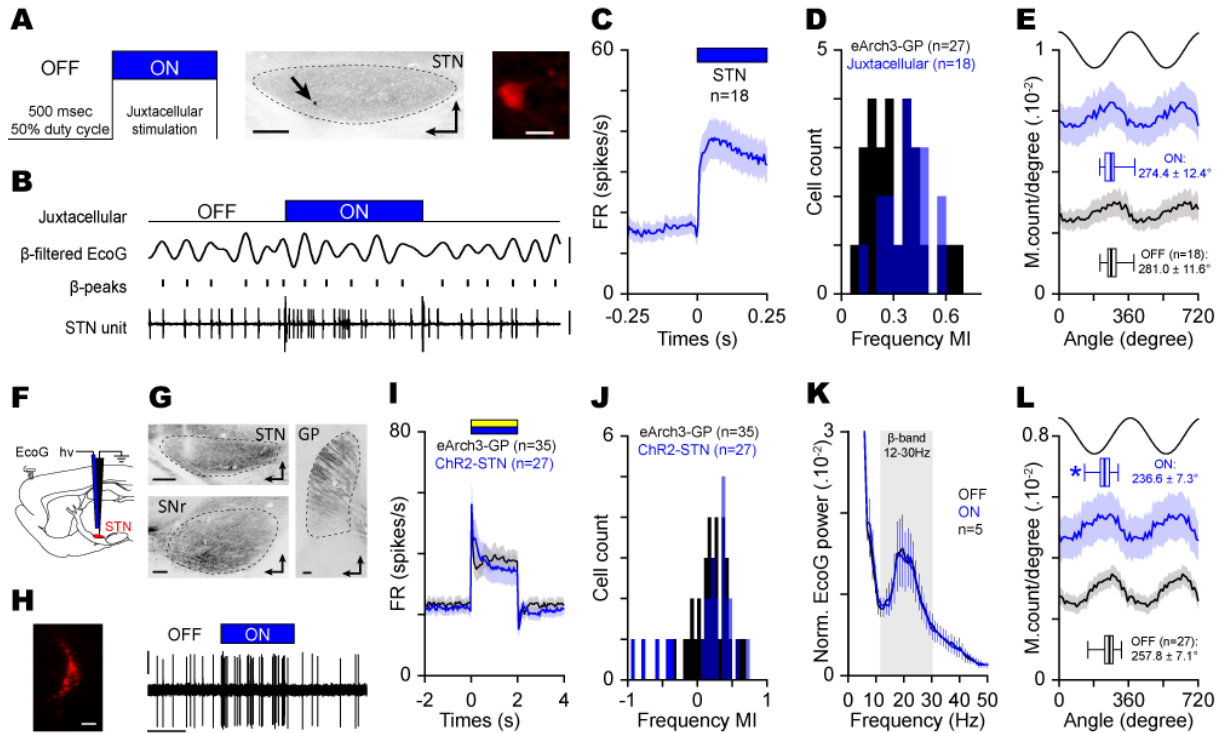 A
OFF
ON
500 msec
50% duty cycle
Juxtacellular
stimulation
STN
B
Juxtacellular
OFF
ON
β-filtered EcoG
β-peaks
STN unit
C
60
STN
n=18
FR (spikes/s)
0
-0.25
0
0.25
Times (s)
D
5
eArch3-GP (n=27)
Juxtacellular (n=18)
Cell count
0
0
0.3
0.6
Frequency MI
E
1
M.count/degree (.10-2)
ON:
274.4 ± 12.4°
OFF (n=18):
281.0 ± 11.6°
0
0
360
720
Angle (degree)
F
EcoG
hν
STN
G
STN
GP
SNr
H
OFF
ON
I
80
eArch3-GP (n=35)
ChR2-STN (n=27)
FR (spikes/s)
0
-2
0
2
4
Times (s)
J
6
eArch3-GP (n=35)
ChR2-STN (n=27)
Cell count
0
-1
0
1
Frequency MI
K
3
β-band
12-30Hz
OFF
ON
n=5
Norm. EcoG power (.10-2)
0
0
10
20
30
40
50
Frequency (Hz)
L
0.8
*
ON:
236.6 ± 7.3°
M.count/degree (.10-2)
OFF (n=27):
257.8 ± 7.1°
0
0
360
720
Angle (degree)